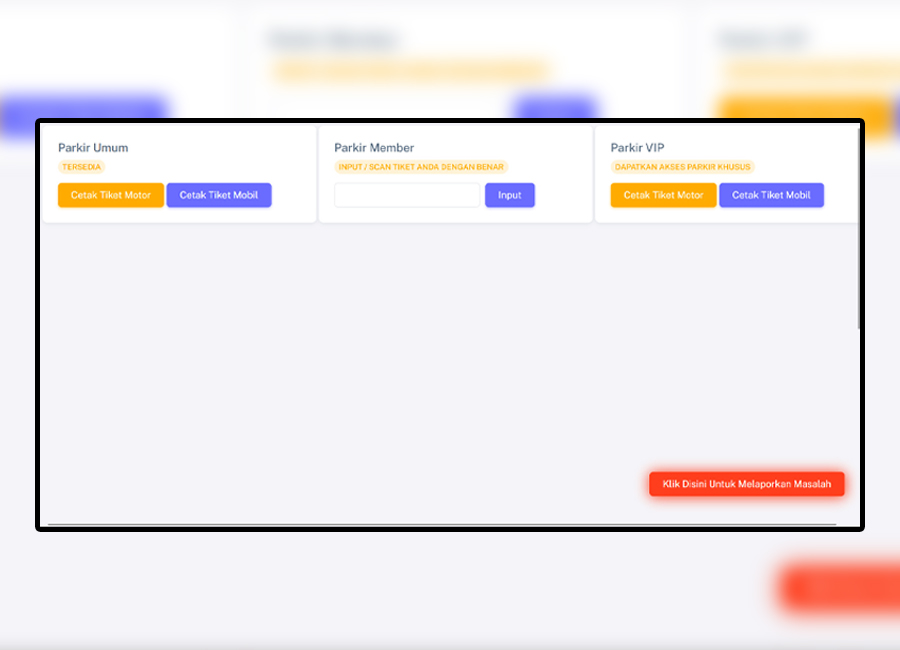 Parkir Umum
TERSEDIA
Cetak Tiket Motor Cetak Tiket Mobil
Parkir Member
INPUT / SCAN TIKET ANDA DENGAN BENAR
Input
Parkir VIP
DAPATKAN AKSES PARKIR KHUSUS
Cetak Tiket Motor Cetak Tiket Mobil
Klik Disini Untuk Melaporkan Masalah